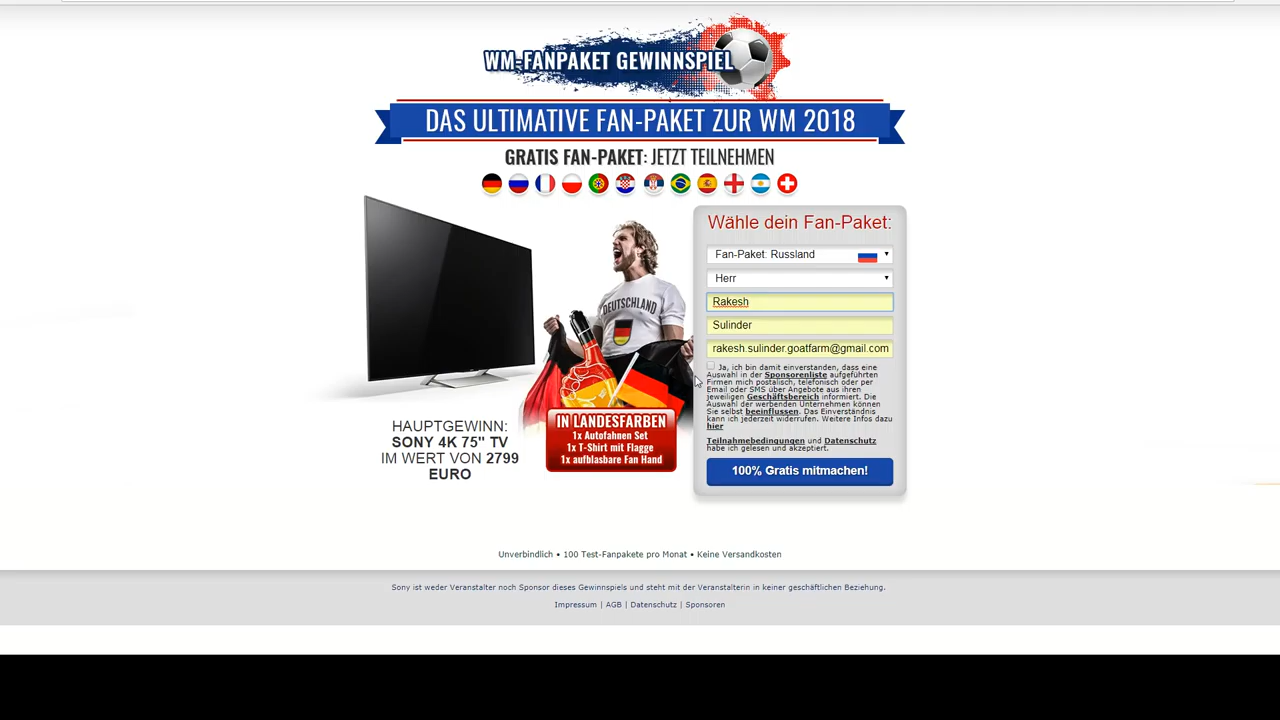 WM-FANPAKET GEWINNSPIEL
DAS ULTIMATIVE FAN-PAKET ZUR WM 2018
GRATIS FAN-PAKET: JETZT TEILNEHMEN
DEUTSCHLAND
HAUPTGEWINN:
SONY 4K 75" TV
IM WERT VON 2799
EURO
IN LANDESFARBEN
1x Autofahnen Set
1x T-Shirt mit Flagge
1x aufblasbare Fan Hand
Wähle dein Fan-Paket:
Fan-Paket: Russland
Herr
Rakesh
Sulinder
rakesh.sulinder.goatfarm@gmail.com
Ja, ich bin damit einverstanden, dass eine
Auswahl in der Sponsorenliste aufgeführten
Firmen mich postalisch, telefonisch oder per
Email oder SMS über Angebote aus ihren
jeweiligen Geschäftsbereich informiert. Die
Auswahl der werbenden Unternehmen können
Sie selbst beeinflussen. Das Einverständnis
kann ich jederzeit widerrufen. Weitere Infos dazu
hier
Teilnahmebedingungen und Datenschutz
habe ich gelesen und akzeptiert.
100% Gratis mitmachen!
Unverbindlich • 100 Test-Fanpakete pro Monat • Keine Versandkosten
Sony ist weder Veranstalter noch Sponsor dieses Gewinnspiels und steht mit der Veranstalterin in keiner geschäftlichen Beziehung.
Impressum | AGB | Datenschutz | Sponsoren